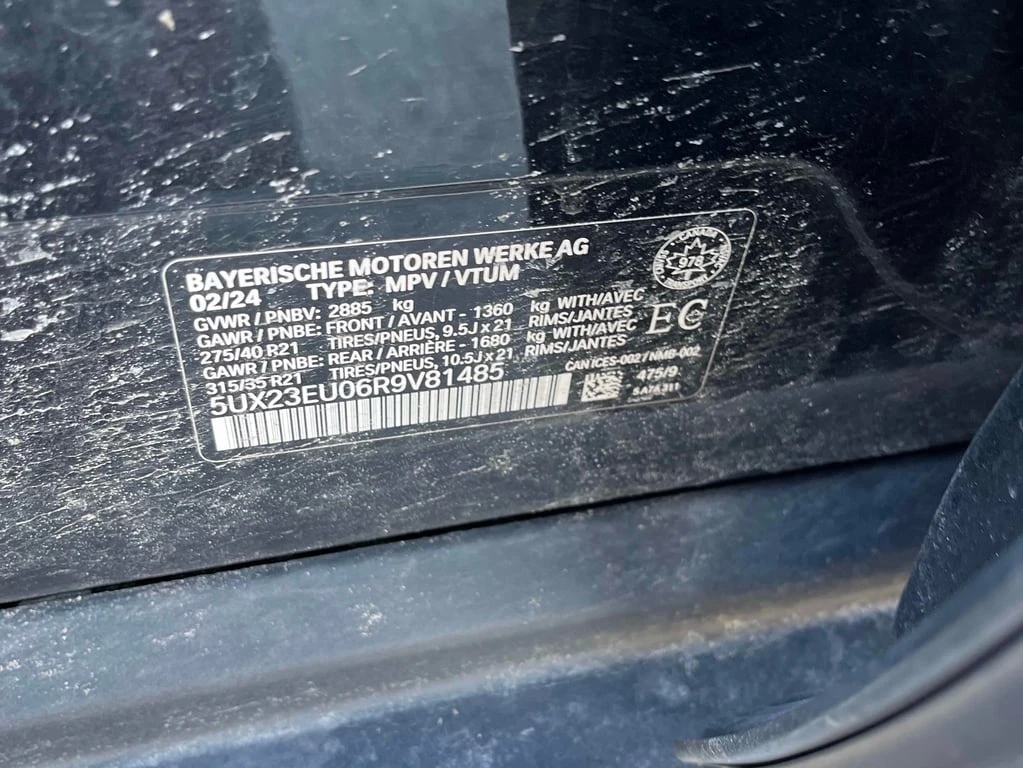 BAYERISCHE MOTOREN WERKE AG
02/24 TYPE: MPV / VTUM
GVWR / PNBV: 2885 kg
GAWR / PNBE: FRONT / AVANT - 1360 kg WITH/AVEC
275/40 R21 TIRES/PNEUS, 9.5J x 21 RIMS/JANTES
GAWR / PNBE: REAR / ARRIÈRE - 1680 kg WITH/AVEC
315/35 R21 TIRES/PNEUS, 10.5J x 21 RIMS/JANTES
5UX23EU06R9V81485
CANADA
978
TRANSPORT
EC
CAN ICES-002 / NMB-002
475/9